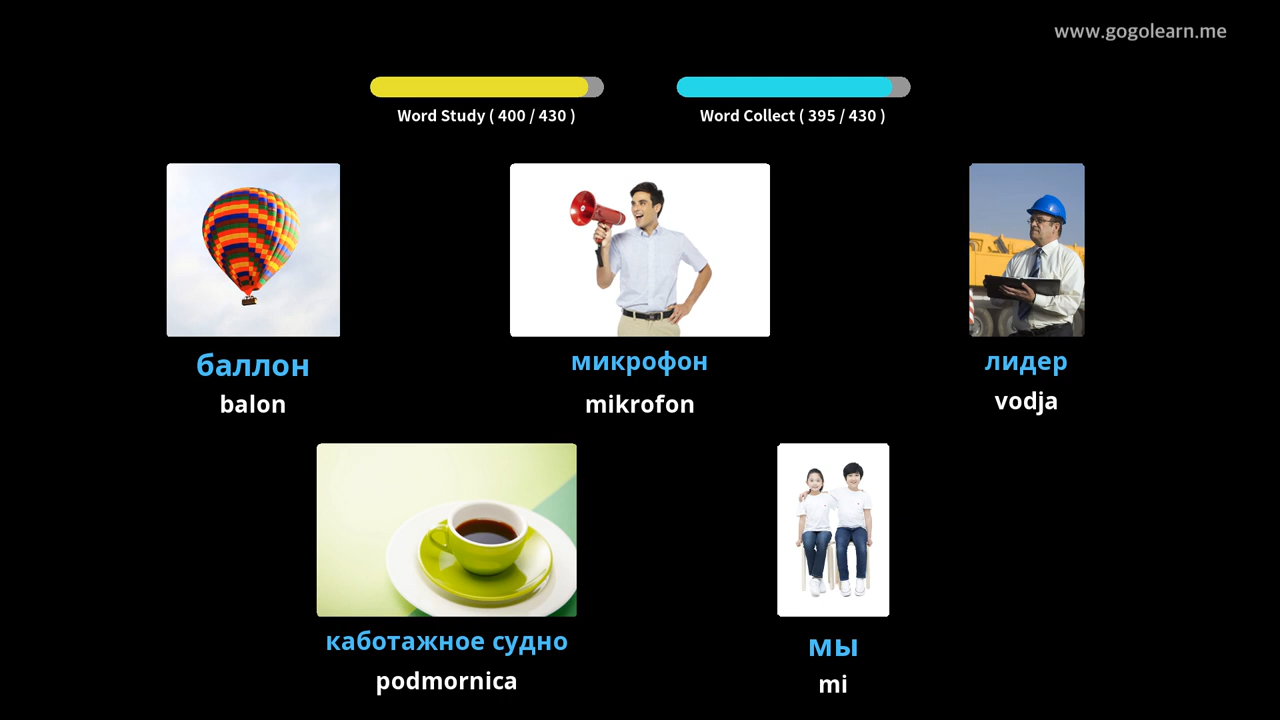 www.gogolearn.me
Word Study ( 400 / 430 )
Word Collect ( 395 / 430 )
баллон
balon
микрофон
mikrofon
лидер
vodja
каботажное судно
podmornica
мы
mi